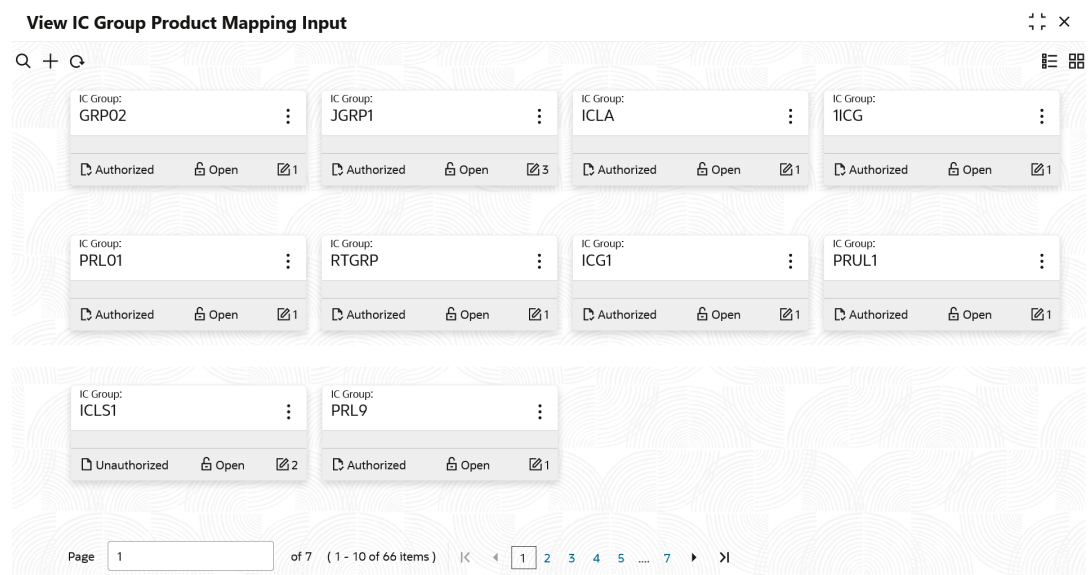 View IC Group Product Mapping Input
IC Group: IC Group: IC Group: IC Group:
GRP02 JGRP1 ICLA 1ICG
Authorized Open 1 Authorized Open 3 Authorized Open 1 Authorized Open 1
IC Group: IC Group: IC Group: IC Group:
PRL01 RTGRP ICG1 PRUL1
Authorized Open 1 Authorized Open 1 Authorized Open 1 Authorized Open 1
IC Group: IC Group:
ICLS1 PRL9
Unauthorized Open 2 Authorized Open 1
Page 1 of 7 ( 1 - 10 of 66 items ) 1 2 3 4 5 .... 7